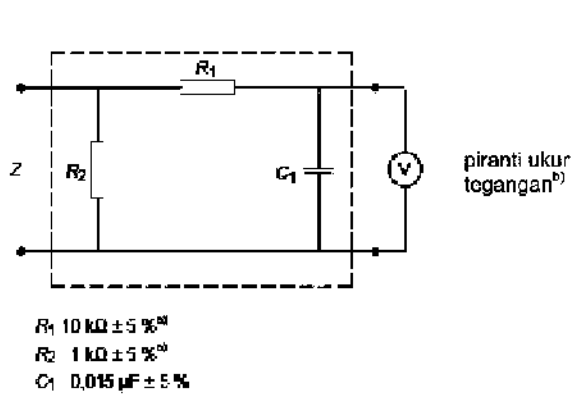 R₁
Z
R₂
C₁
V
piranti ukur
tegangan b)
R₁ 10 kΩ ± 5 % a)
R₂ 1 kΩ ± 5 % a)
C₁ 0,015 µF ± 5 %